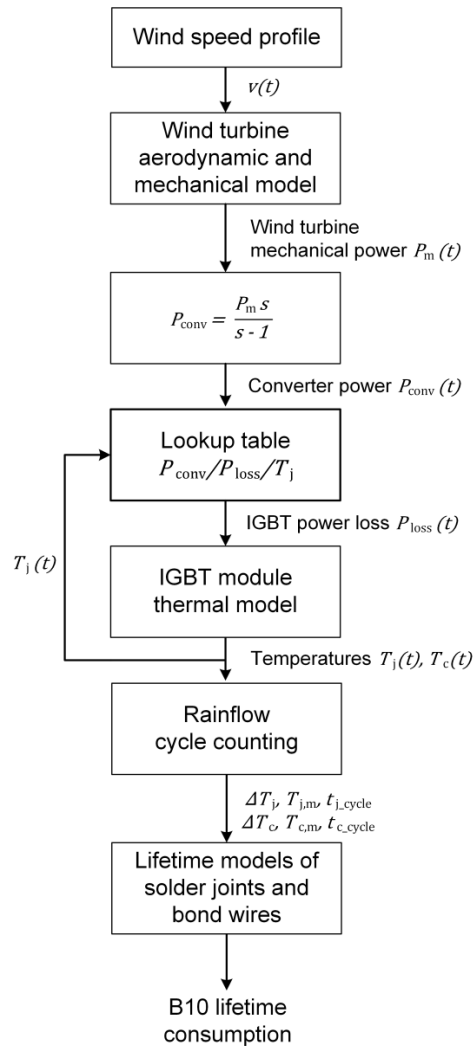 Wind speed profile
v(t)
Wind turbine
aerodynamic and
mechanical model
Wind turbine
mechanical power Pm(t)
Pconv = Pm s / s - 1
Converter power Pconv(t)
Lookup table
Pconv/Ploss/Tj
IGBT power loss Ploss(t)
Tj(t)
IGBT module
thermal model
Temperatures Tj(t), Tc(t)
Rainflow
cycle counting
ΔTj, Tj,m, tj_cycle
ΔTc, Tc,m, tc_cycle
Lifetime models of
solder joints and
bond wires
B10 lifetime
consumption